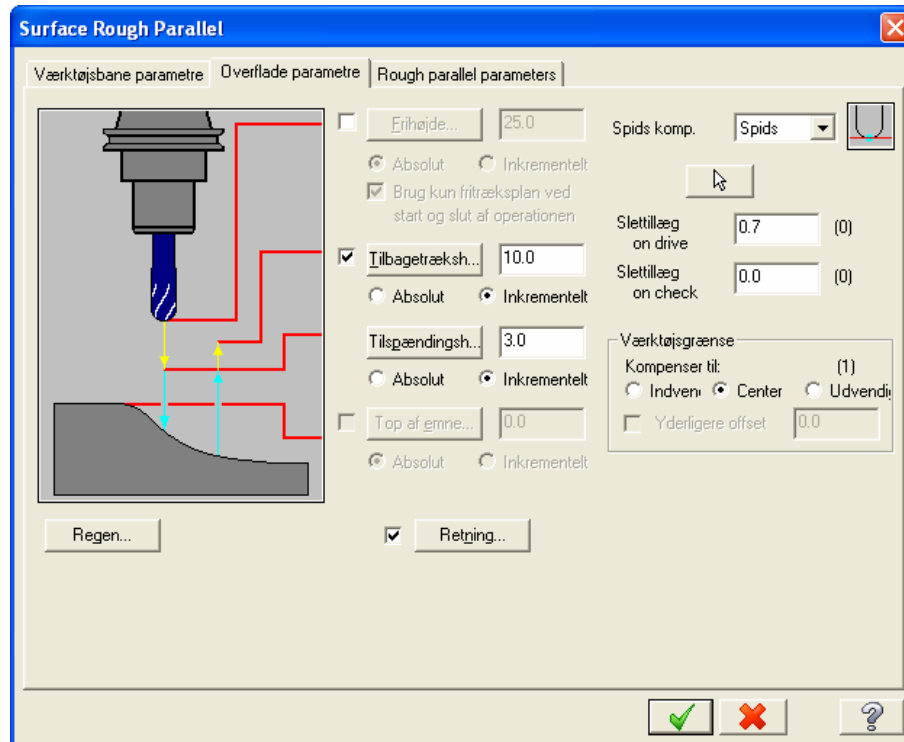 Surface Rough Parallel
Værktøjsbane parametre
Overflade parametre
Rough parallel parameters
Frihøjde...
25.0
Absolut
Inkrementelt
Brug kun fritræksplan ved
start og slut af operationen
Tilbagetræksh...
10.0
Absolut
Inkrementelt
Tilspændingsh...
3.0
Absolut
Inkrementelt
Top af emne...
0.0
Absolut
Inkrementelt
Spids komp.
Spids
Slettillæg
on drive
0.7
(0)
Slettillæg
on check
0.0
(0)
Værktøjsgrænse
Kompenser til:
(1)
Indveni
Center
Udvendig
Yderligere offset
0.0
Regen...
Retning...